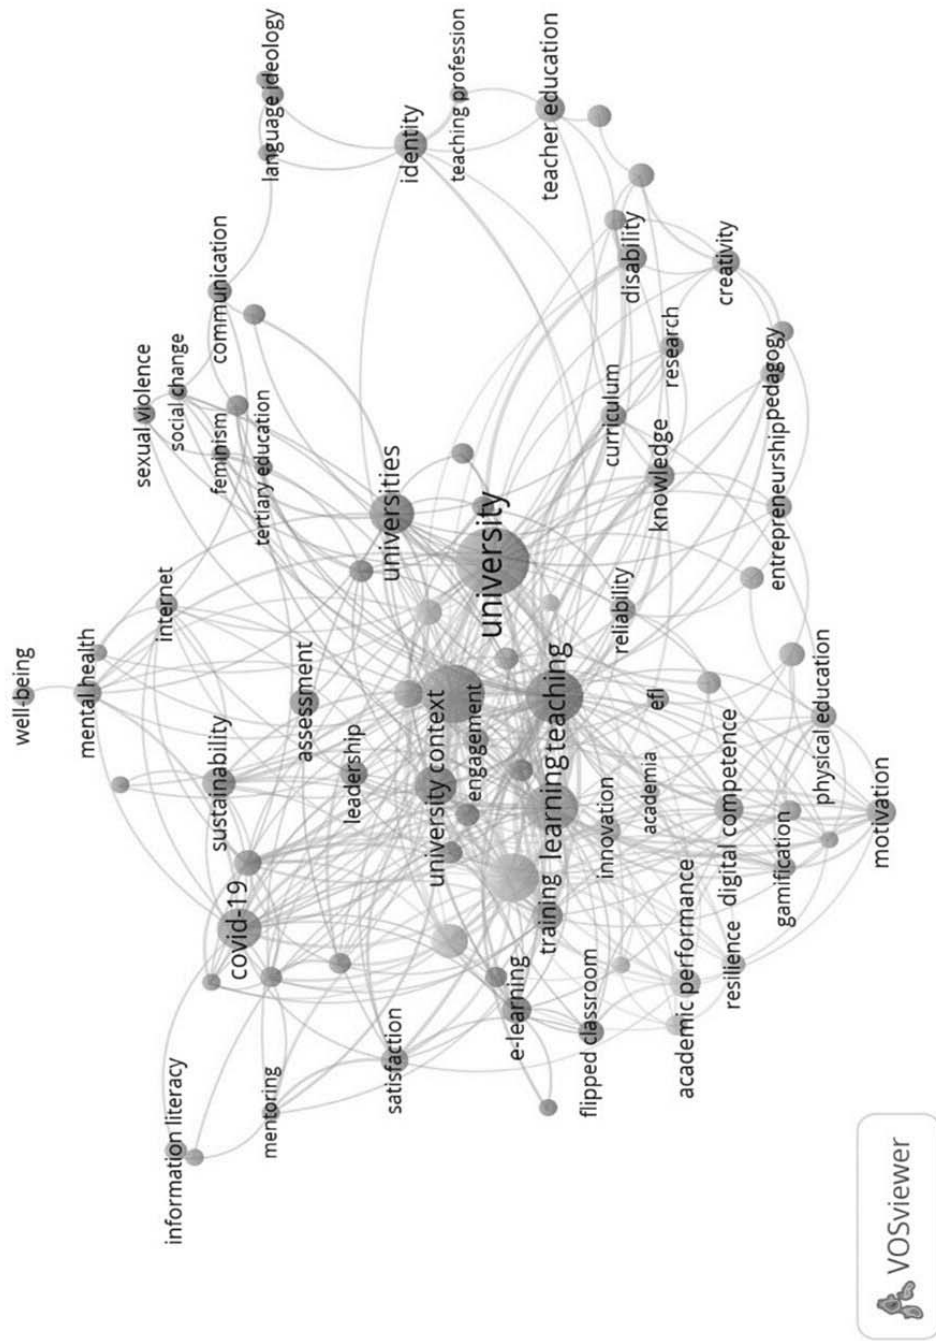 well-being
mental health
internet
sustainability
assessment
leadership
covid-19
information literacy
mentoring
satisfaction
sexual violence
social change
feminism
tertiary education
communication
language ideology
identity
teaching profession
teacher education
universities
university
university context
engagement
teaching
learning
training
e-learning
flipped classroom
innovation
academia
efl
reliability
knowledge
curriculum
research
disability
creativity
pedagogy
entrepreneurship
physical education
digital competence
gamification
motivation
academic performance
resilience
VOSviewer